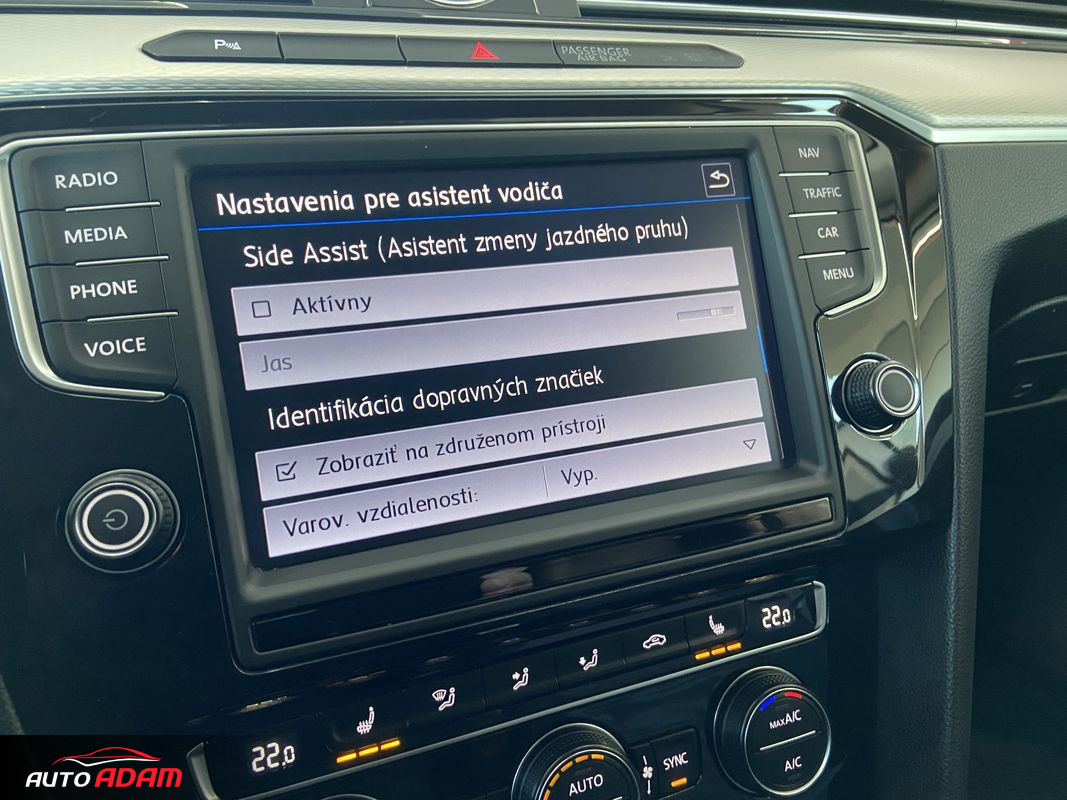 P
PASSENGER
AIR BAG
RADIO
MEDIA
PHONE
VOICE
Nastavenia pre asistent vodiča
Side Assist (Asistent zmeny jazdného pruhu)
Aktívny
Jas
Identifikácia dopravných značiek
Zobraziť na združenom prístroji
Varov. vzdialenosti: Vyp.
NAV
TRAFFIC
CAR
MENU
22.0
22.0
AUTO
SYNC
MAX A/C
A/C
AUTO ADAM